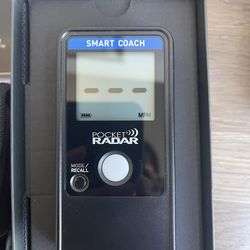 SMART COACH
- - -
MPH
POCKET
RADAR
MODE/
RECALL